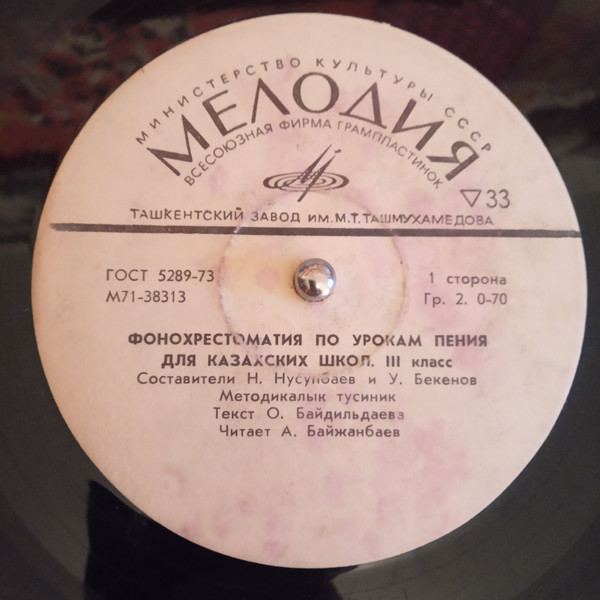 МИНИСТЕРСТВО КУЛЬТУРЫ СССР
МЕЛОДИЯ
ВСЕСОЮЗНАЯ ФИРМА ГРАМПЛАСТИНОК
33
ТАШКЕНТСКИЙ ЗАВОД ИМ. М.Т. ТАШМУХАМЕДОВА
ГОСТ 5289-73
М71-38313
1 сторона
Гр. 2. 0-70
ФОНОХРЕСТОМАТИЯ ПО УРОКАМ ПЕНИЯ
ДЛЯ КАЗАХСКИХ ШКОЛ. III класс
Составители Н. Нусупбаев и У. Бекенов
Методикалык тусиник
Текст О. Байдильдаева
Читает А. Байжанбаев